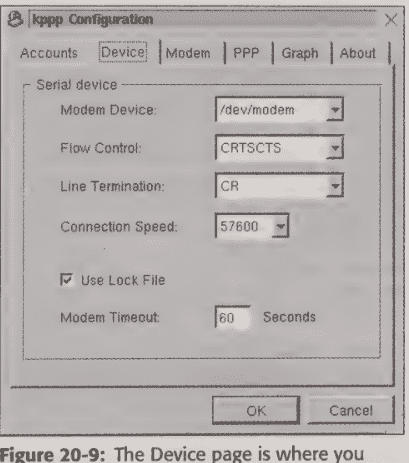 kppp Configuration
Accounts Device Modem PPP Graph About
Serial device
Modem Device: /dev/modem
Flow Control: CRTSCTS
Line Termination: CR
Connection Speed: 57600
Use Lock File
Modem Timeout: 60 Seconds
OK Cancel
Figure 20-9: The Device page is where you